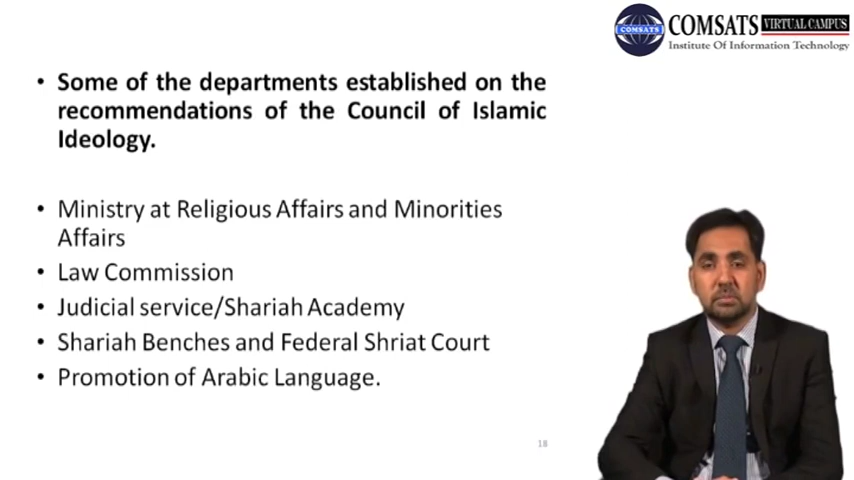 COMSATS VIRTUAL CAMPUS
COMSATS
Institute Of Information Technology
• Some of the departments established on the
recommendations of the Council of Islamic
Ideology.
• Ministry at Religious Affairs and Minorities
Affairs
• Law Commission
• Judicial service/Shariah Academy
• Shariah Benches and Federal Shriat Court
• Promotion of Arabic Language.
18